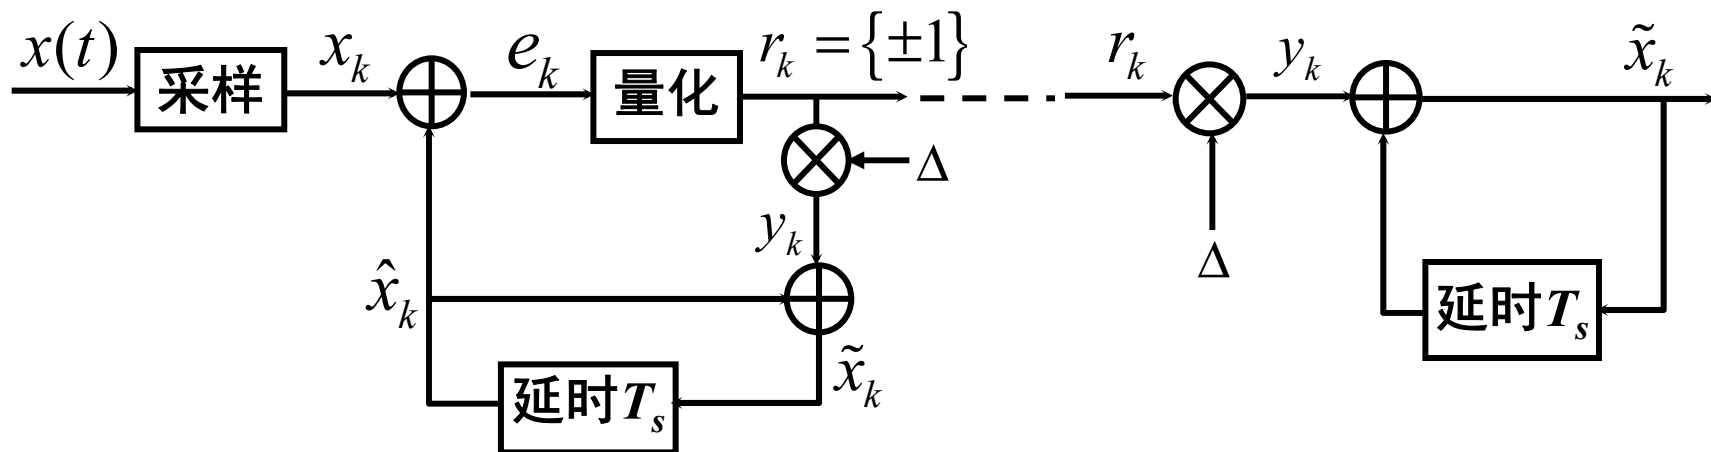 x(t)
采样
x_k
e_k
量化
r_k = {±1}
Δ
y_k
x̂_k
x̃_k
延时T_s
r_k
y_k
x̃_k
Δ
延时T_s